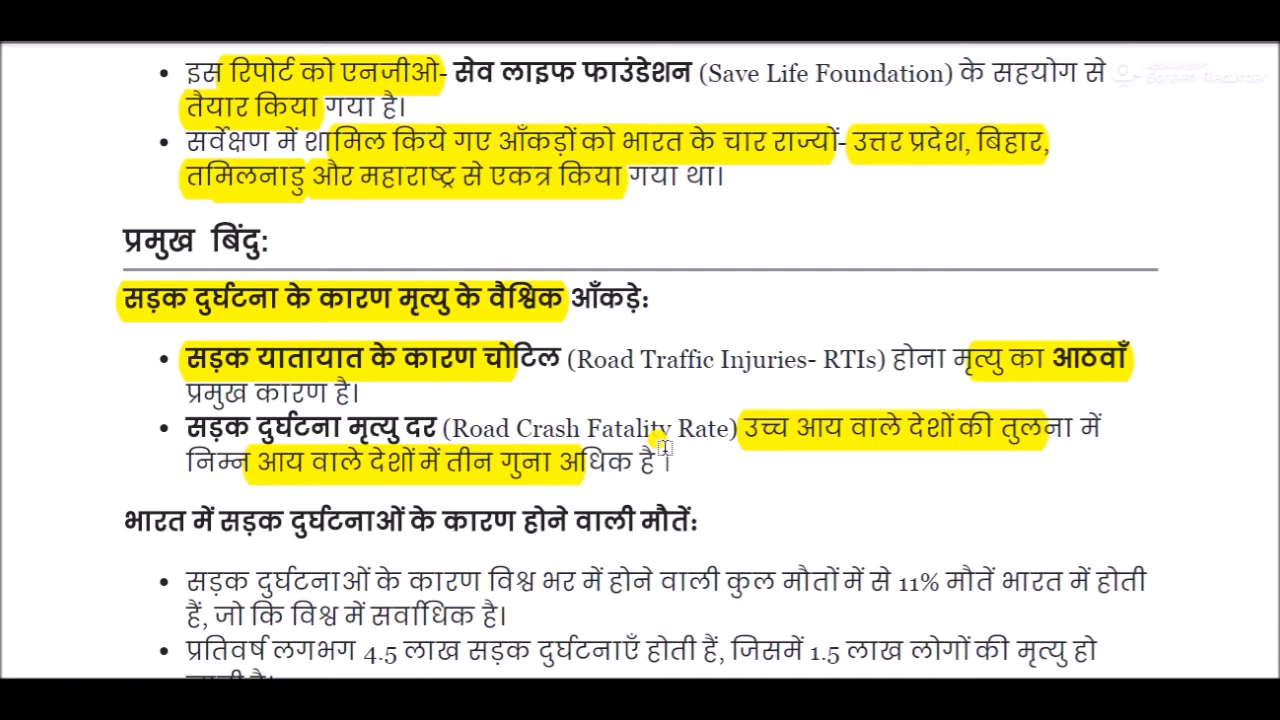 इस रिपोर्ट को एनजीओ- सेव लाइफ फाउंडेशन (Save Life Foundation) के सहयोग से
तैयार किया गया है।
सर्वेक्षण में शामिल किये गए आँकड़ों को भारत के चार राज्यों- उत्तर प्रदेश, बिहार,
तमिलनाडु और महाराष्ट्र से एकत्र किया गया था।
प्रमुख बिंदु:
सड़क दुर्घटना के कारण मृत्यु के वैश्विक आँकड़े:
सड़क यातायात के कारण चोटिल (Road Traffic Injuries- RTIs) होना मृत्यु का आठवाँ
प्रमुख कारण है।
सड़क दुर्घटना मृत्यु दर (Road Crash Fatality Rate) उच्च आय वाले देशों की तुलना में
निम्न आय वाले देशों में तीन गुना अधिक है।
भारत में सड़क दुर्घटनाओं के कारण होने वाली मौतें:
सड़क दुर्घटनाओं के कारण विश्व भर में होने वाली कुल मौतों में से 11% मौतें भारत में होती
हैं, जो कि विश्व में सर्वाधिक है।
प्रतिवर्ष लगभग 4.5 लाख सड़क दुर्घटनाएँ होती हैं, जिसमें 1.5 लाख लोगों की मृत्यु हो
Screen Recorder